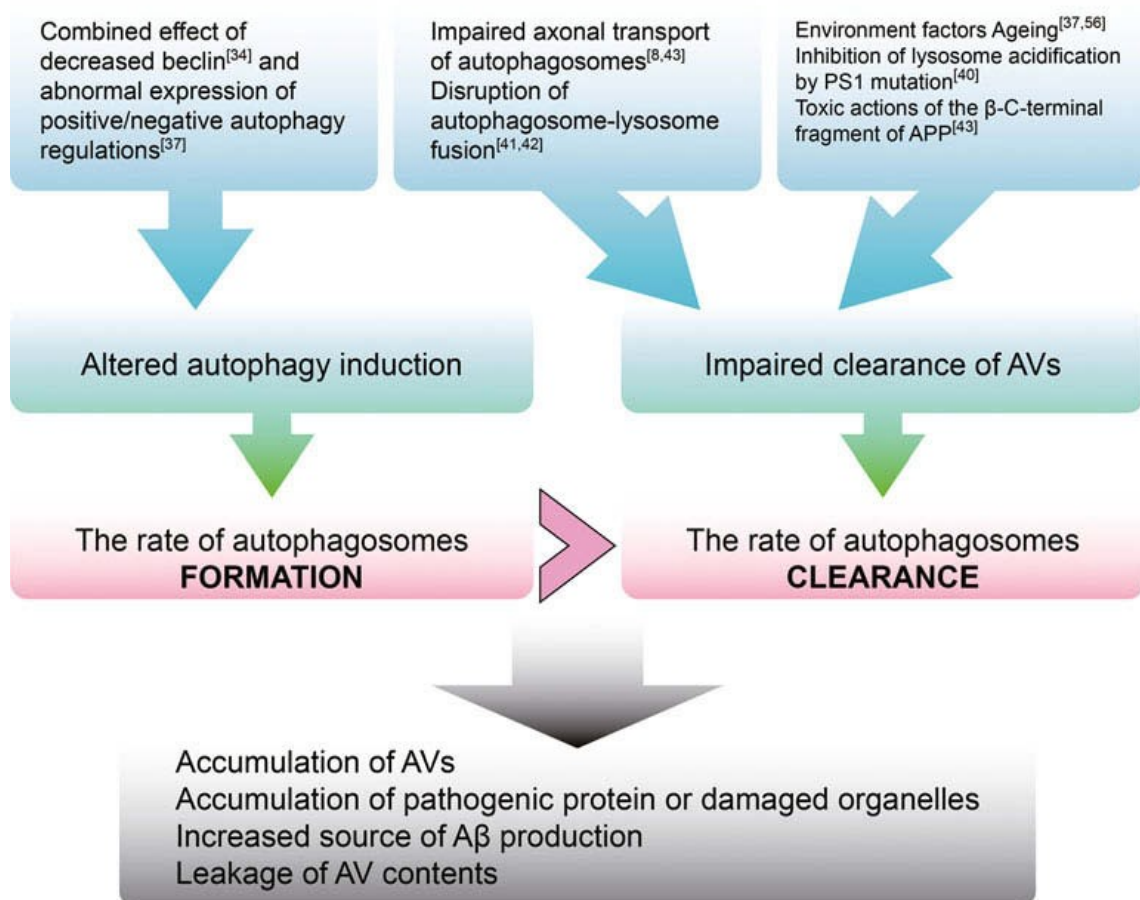 Combined effect of
decreased beclin[34] and
abnormal expression of
positive/negative autophagy
regulations[37]
Impaired axonal transport
of autophagosomes[8,43]
Disruption of
autophagosome-lysosome
fusion[41,42]
Environment factors Ageing[37,56]
Inhibition of lysosome acidification
by PS1 mutation[40]
Toxic actions of the β-C-terminal
fragment of APP[43]
Altered autophagy induction
Impaired clearance of AVs
The rate of autophagosomes
FORMATION
The rate of autophagosomes
CLEARANCE
Accumulation of AVs
Accumulation of pathogenic protein or damaged organelles
Increased source of Aβ production
Leakage of AV contents